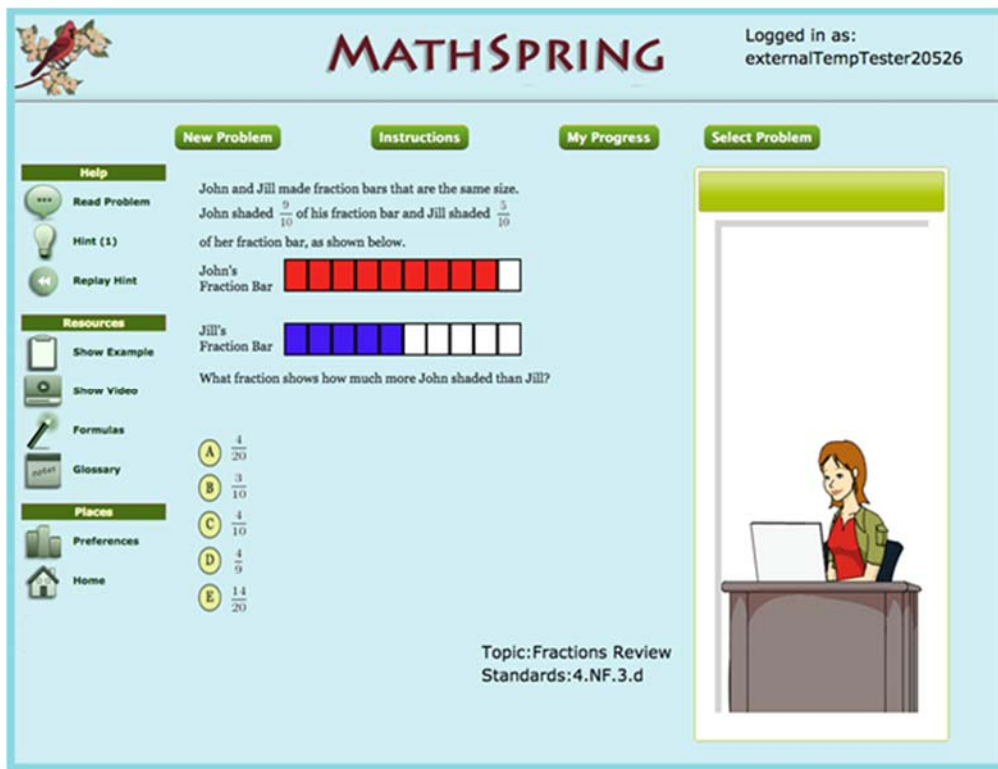 MATHSPRING
Logged in as:
externalTempTester20526
New Problem
Instructions
My Progress
Select Problem
Help
Read Problem
Hint (1)
Replay Hint
Resources
Show Example
Show Video
Formulas
notes
Glossary
Places
Preferences
Home
John and Jill made fraction bars that are the same size.
John shaded 9/10 of his fraction bar and Jill shaded 5/10
of her fraction bar, as shown below.
John's
Fraction Bar
Jill's
Fraction Bar
What fraction shows how much more John shaded than Jill?
A 4/20
B 3/10
C 4/10
D 4/9
E 14/20
Topic:Fractions Review
Standards:4.NF.3.d